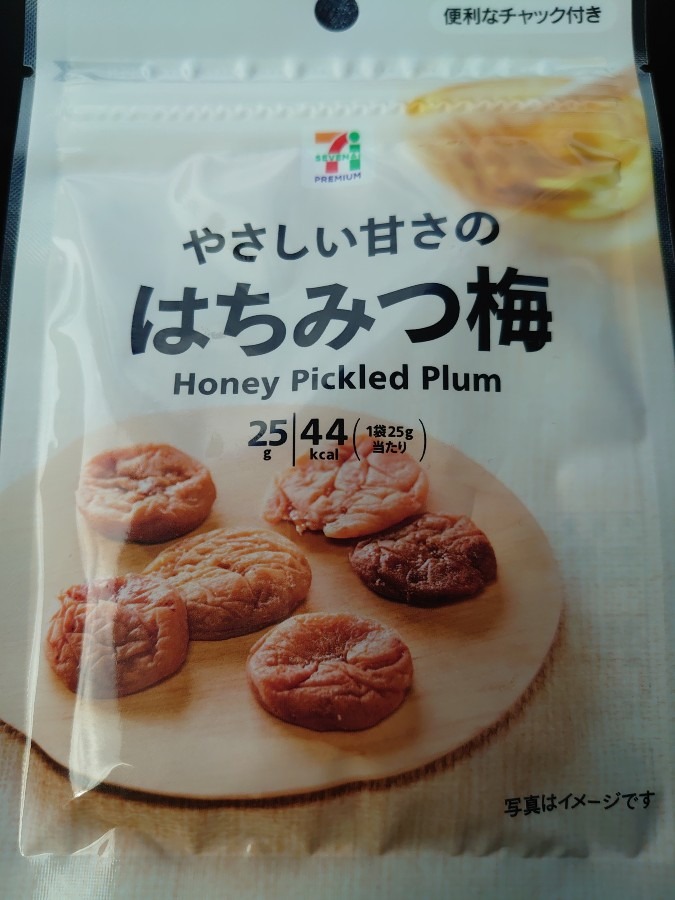 便利なチャック付き
SEVEN&i
PREMIUM
やさしい甘さの
はちみつ梅
Honey Pickled Plum
25g 44kcal (1袋25g当たり)
写真はイメージです